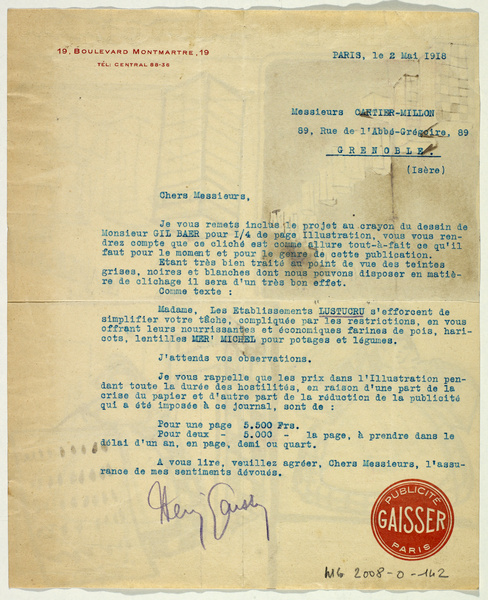 19, Boulevard Montmartre, 19
TÉL: CENTRAL 88-36
PARIS, le 2 Mai 1918
Messieurs CARTIER-MILLON
89, Rue de l'Abbé-Grégoire, 89
GRENOBLE.
(Isère)
Chers Messieurs,
Je vous remets inclus le projet au crayon du dessin de
Monsieur GIL BAER pour I/4 de page Illustration, vous vous ren-
drez compte que ce cliché est comme allure tout-à-fait ce qu'il
faut pour le moment et pour le genre de cette publication.
Etant très bien traité au point de vue des teintes
grises, noires et blanches dont nous pouvons disposer en matiè-
re de clichage il sera d'un très bon effet.
Comme texte :
Madame, Les Etablissements LUSTUCRU s'efforcent de
simplifier votre tâche, compliquée par les restrictions, en vous
offrant leurs nourrissantes et économiques farines de pois, hari-
cots, lentilles MER' MICHEL pour potages et légumes.
J'attends vos observations.
Je vous rappelle que les prix dans l'Illustration pen-
dant toute la durée des hostilités, en raison d'une part de la
crise du papier et d'autre part de la réduction de la publicité
qui a été imposée à ce journal, sont de :
Pour une page 5.500 Frs.
Pour deux - 5.000 - la page, à prendre dans le
délai d'un an, en page, demi ou quart.
A vous lire, veuillez agréer, Chers Messieurs, l'assu-
rance de mes sentiments dévoués.
PUBLICITÉ
GAISSER
PARIS
MG 2008-0-142